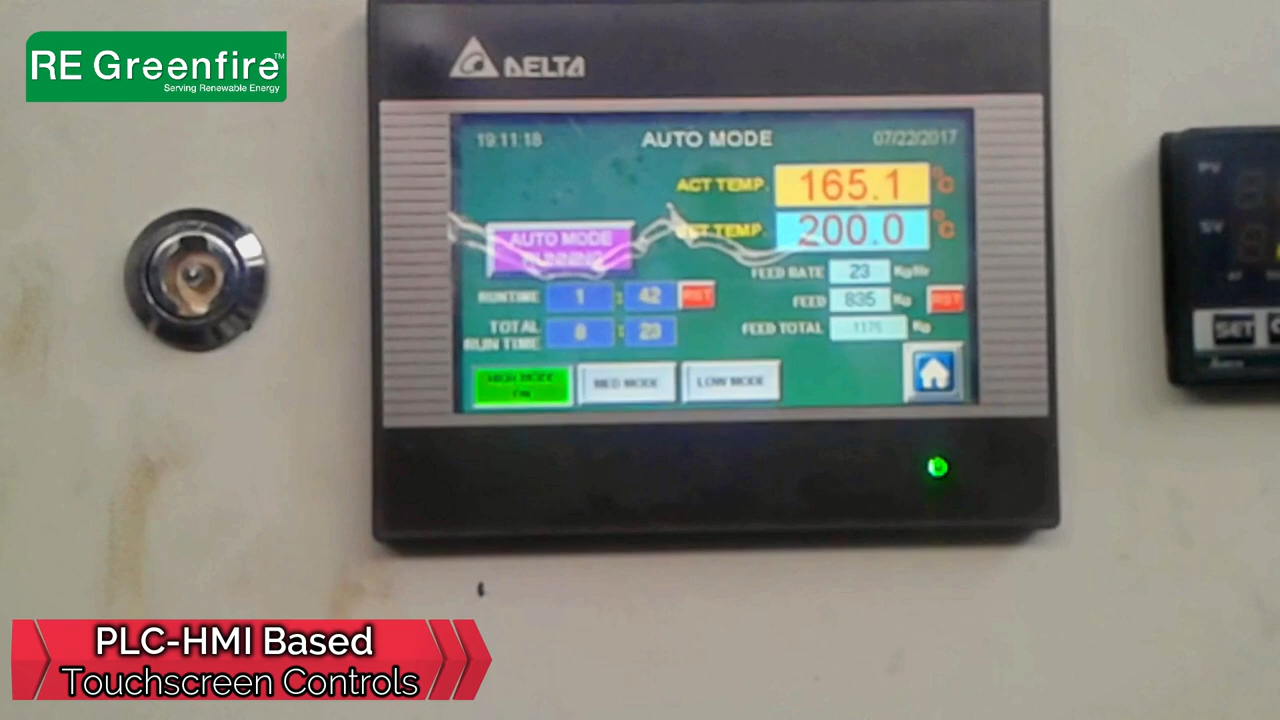 RE Greenfire™
Serving Renewable Energy
DELTA
19:11:18 AUTO MODE 07/22/2017
ACT TEMP. 165.1 °C
SET TEMP. 200.0 °C
AUTO MODE
RUNNING
FEED RATE 23 Kg/Hr
RUNTIME 1 : 42 RST
FEED 835 Kg RST
TOTAL
RUN TIME 8 : 23
FEED TOTAL 1175 Kg
HIGH MODE
ON
MED MODE LOW MODE
PV
SV
SET
PLC-HMI Based
Touchscreen Controls